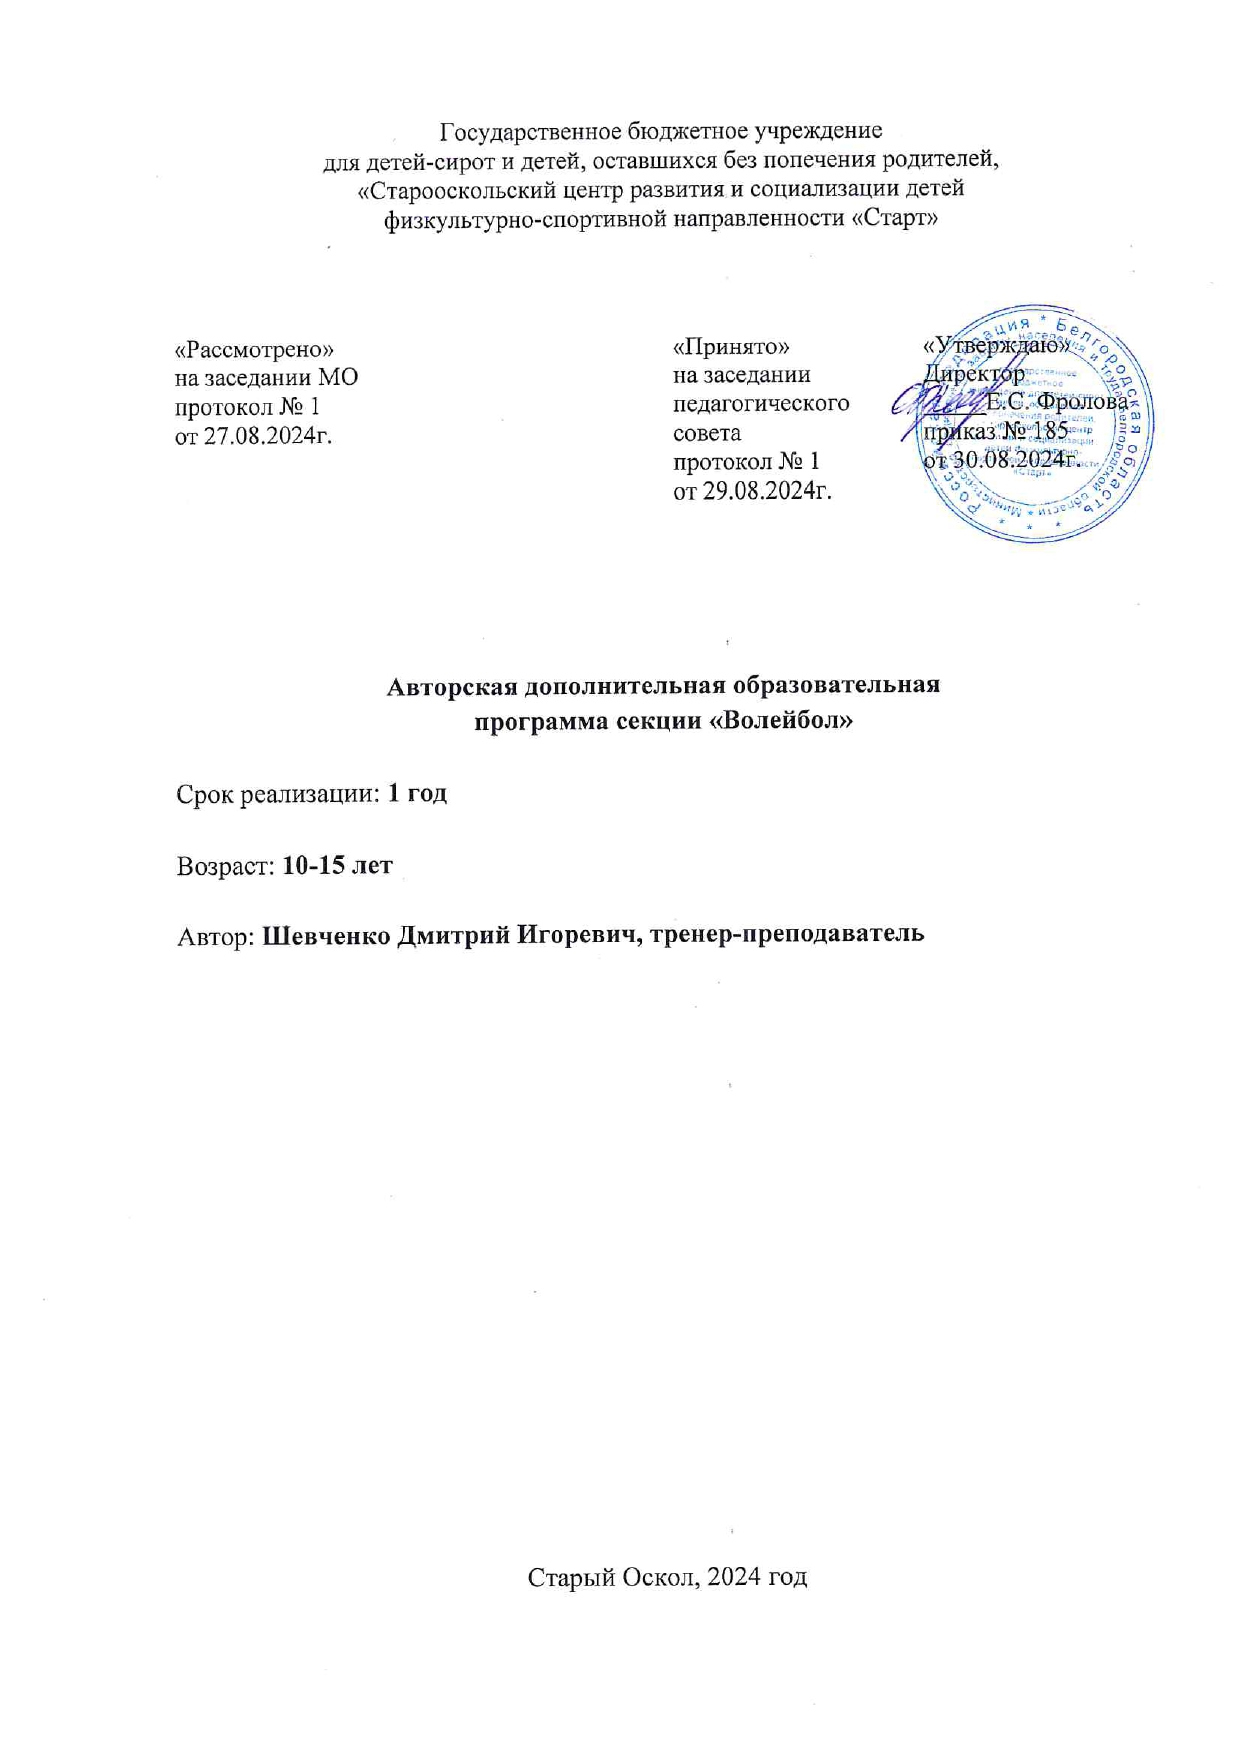 Государственное бюджетное учреждение
для детей-сирот и детей, оставшихся без попечения родителей,
«Старооскольский центр развития и социализации детей
физкультурно-спортивной направленности «Старт»
«Рассмотрено»
на заседании МО
протокол № 1
от 27.08.2024г.
«Принято»
на заседании
педагогического
совета
протокол № 1
от 29.08.2024г.
«Утверждаю»
Директор
Е.С. Фролова
приказ № 185
от 30.08.2024г.
Белгородская область
Авторская дополнительная образовательная
программа секции «Волейбол»
Срок реализации: 1 год
Возраст: 10-15 лет
Автор: Шевченко Дмитрий Игоревич, тренер-преподаватель
Старый Оскол, 2024 год